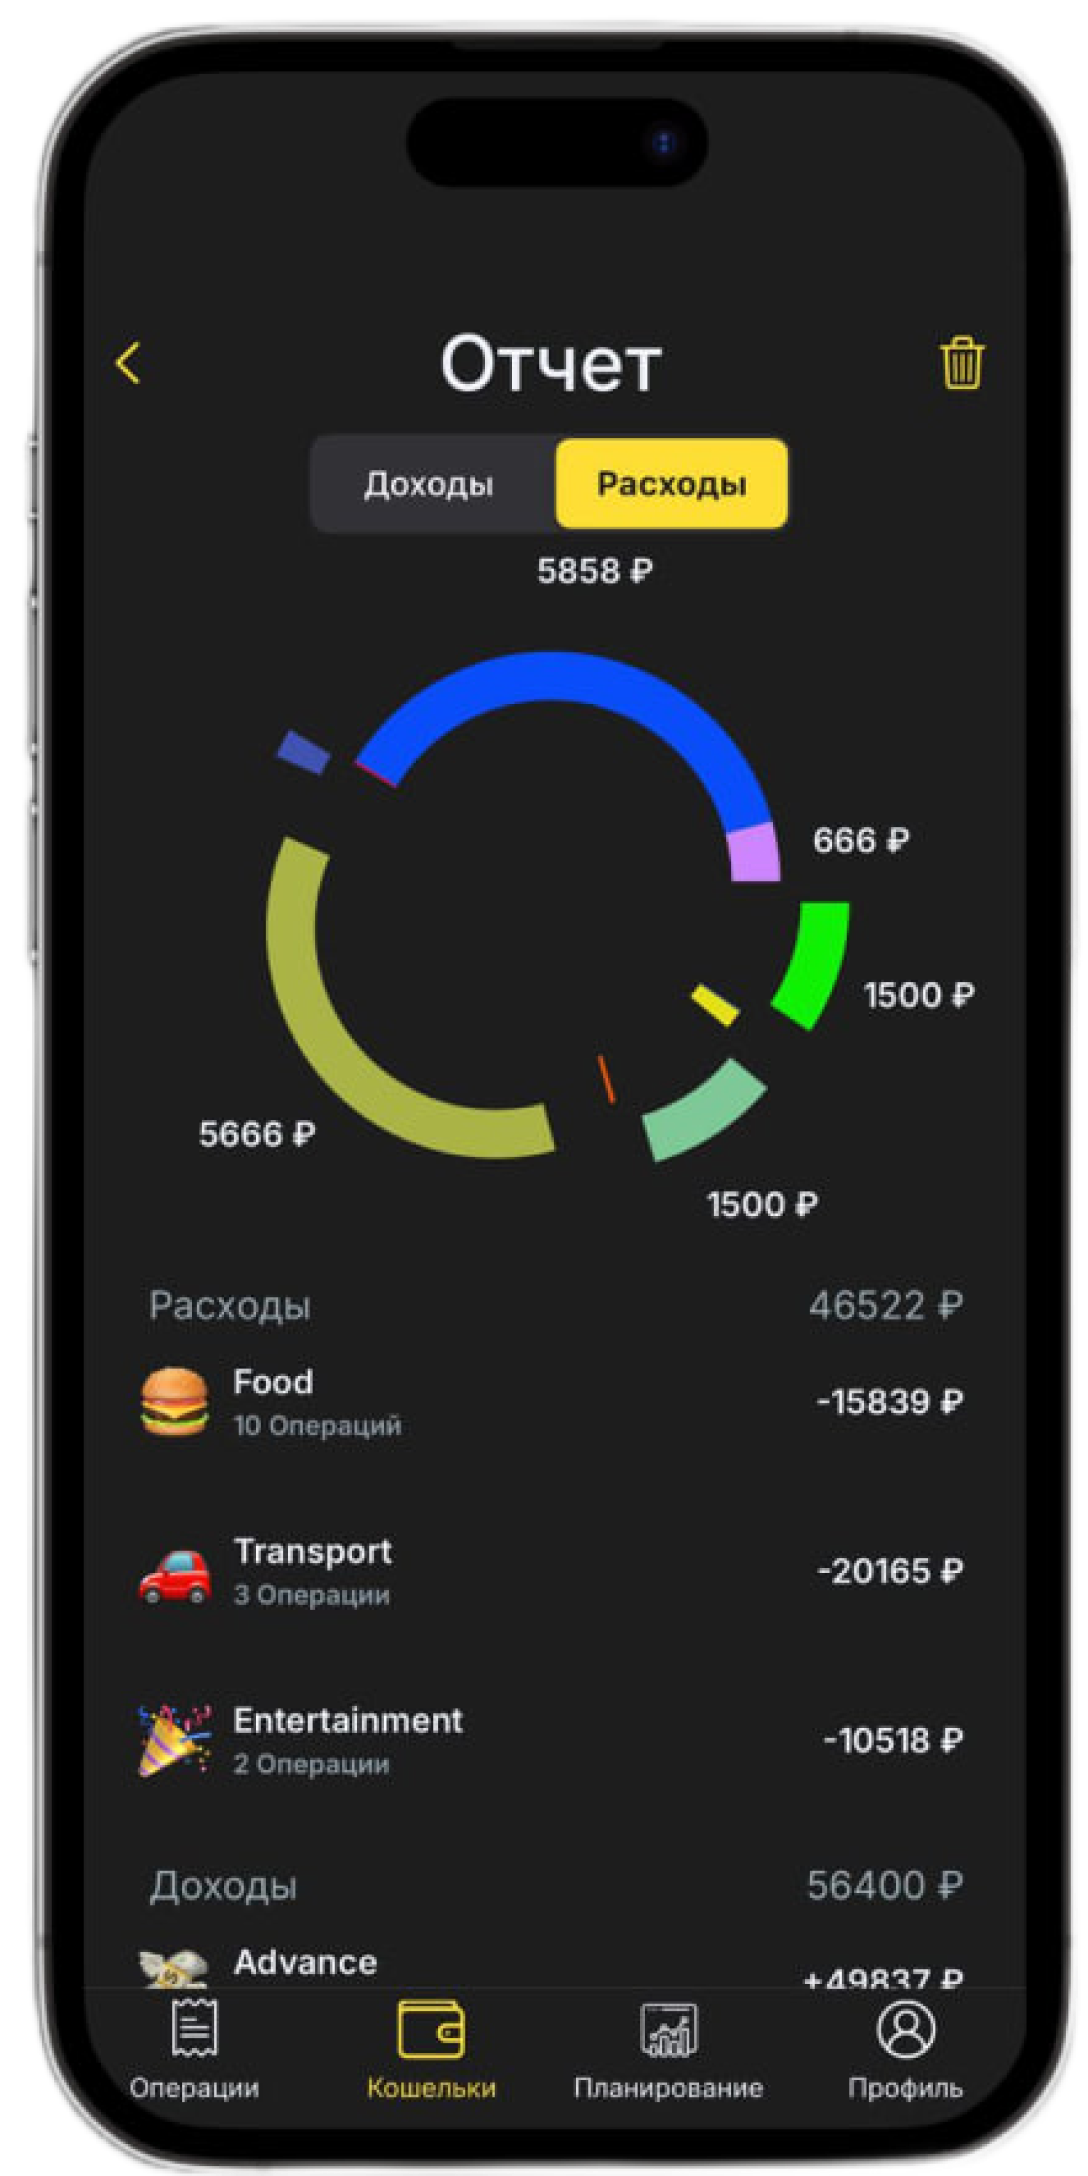 Отчет
Доходы Расходы
5858 ₽
666 ₽
1500 ₽
5666 ₽
1500 ₽
Расходы 46522 ₽
Food
10 Операций
-15839 ₽
Transport
3 Операции
-20165 ₽
Entertainment
2 Операции
-10518 ₽
Доходы 56400 ₽
Advance
+49837 ₽
Операции Кошельки Планирование Профиль